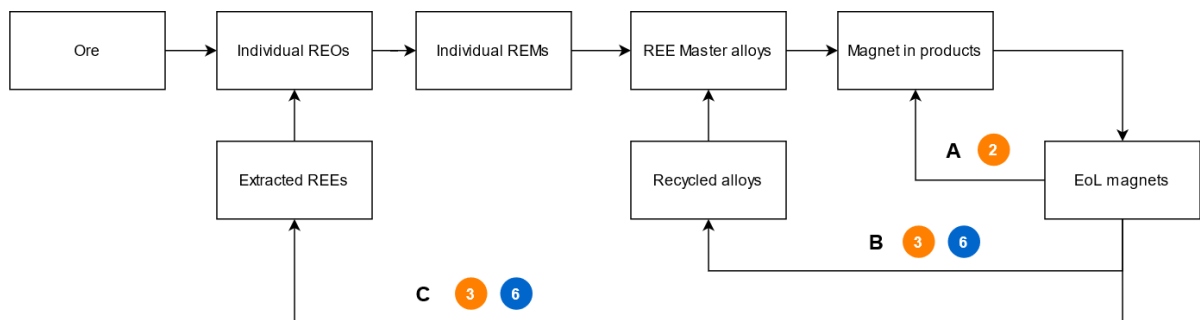 Ore
Individual REOs
Individual REMs
REE Master alloys
Magnet in products
A 2
Extracted REEs
Recycled alloys
EoL magnets
B 3 6
C 3 6